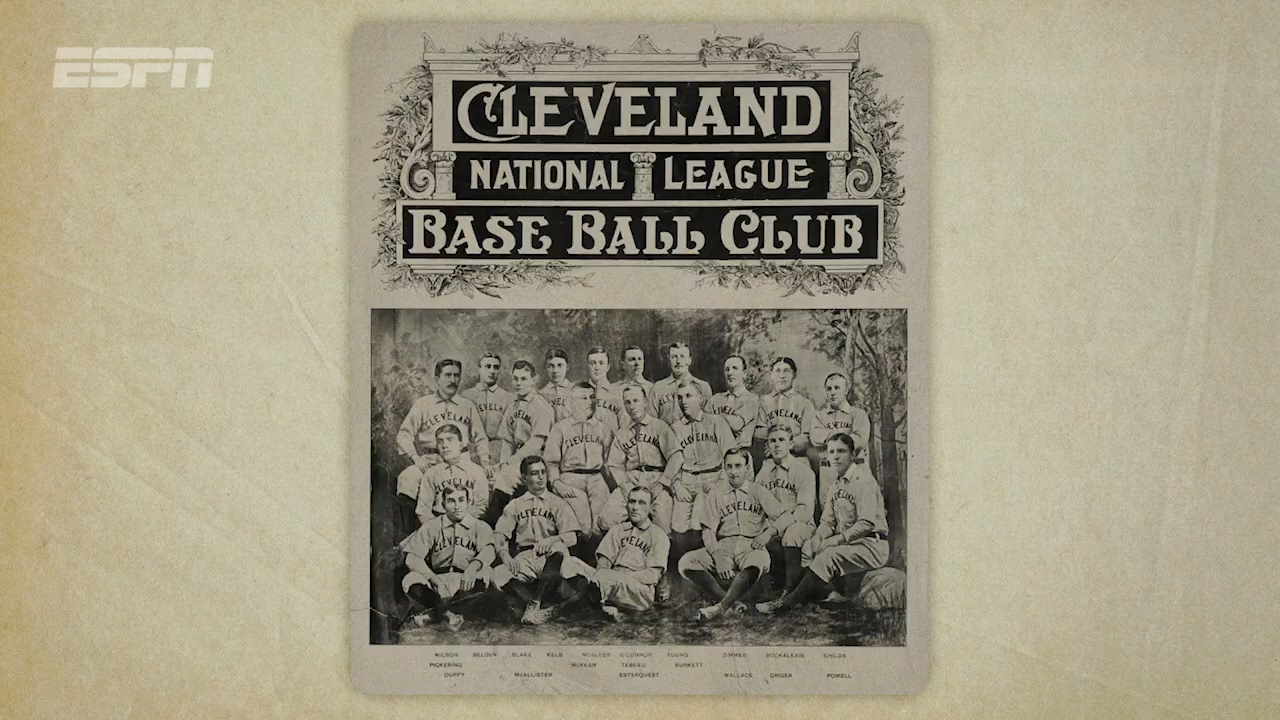 ESPN
CLEVELAND
NATIONAL LEAGUE
BASE BALL CLUB
WILSON BELDEN BLAKE KELB McALEER O'CONNOR YOUNG ZIMMER SOCKALEXIS CHILDS
PICKERING McKEAN TEBEAU BURKETT
CUPPY McALLISTER WALLACE CRIGER POWELL